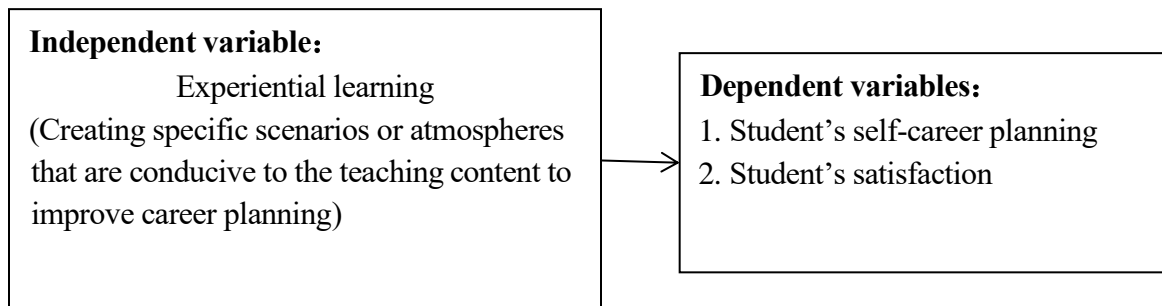 Independent variable：
Experiential learning
(Creating specific scenarios or atmospheres
that are conducive to the teaching content to
improve career planning)
Dependent variables：
1. Student’s self-career planning
2. Student’s satisfaction